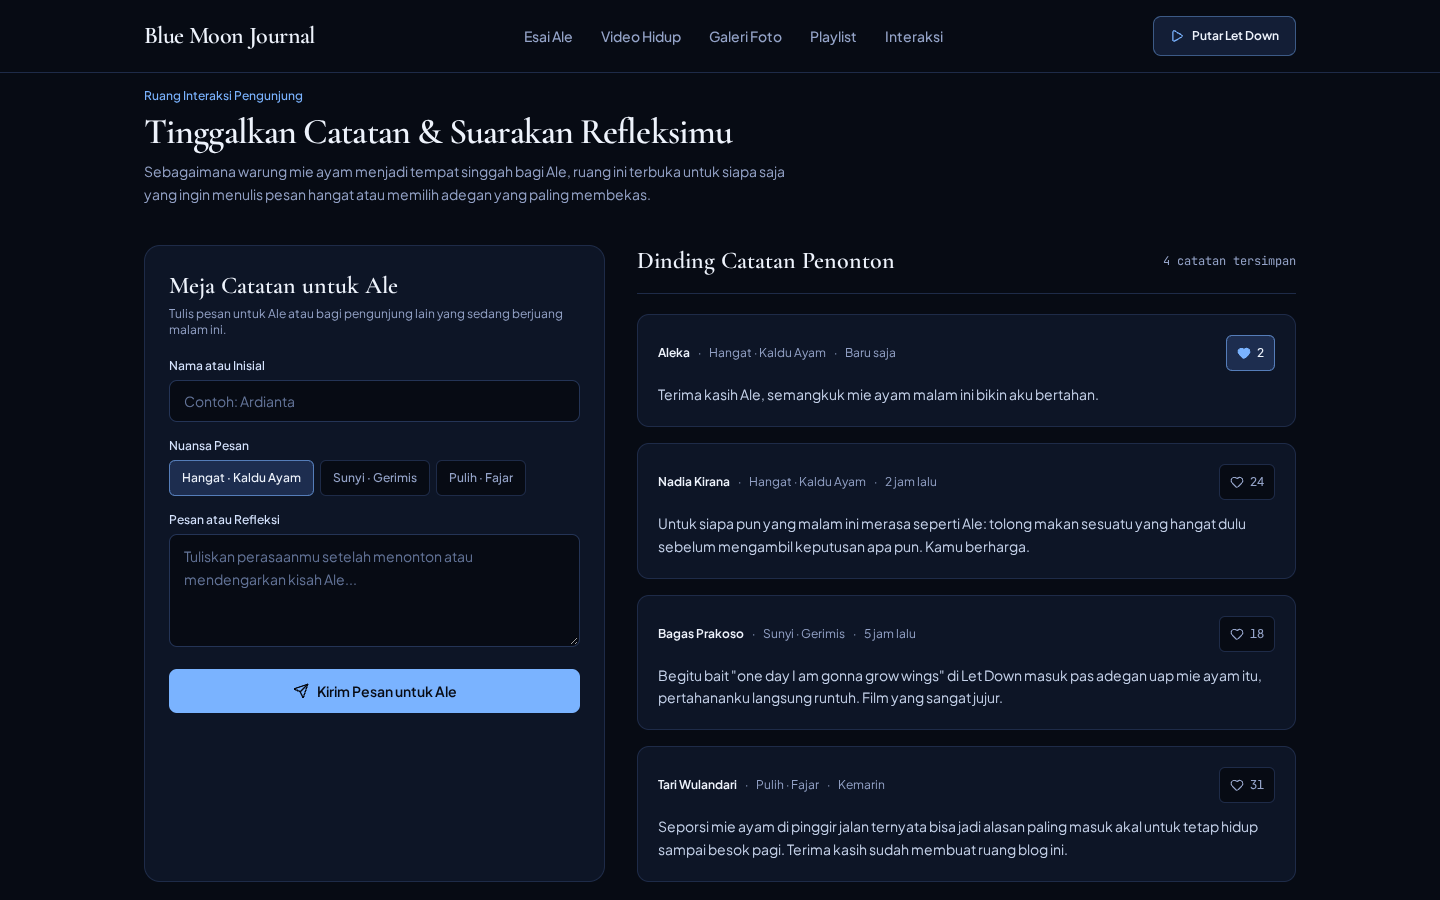 Blue Moon Journal
Esai Ale
Video Hidup
Galeri Foto
Playlist
Interaksi
Putar Let Down
Ruang Interaksi Pengunjung
Tinggalkan Catatan & Suarakan Refleksimu
Sebagaimana warung mie ayam menjadi tempat singgah bagi Ale, ruang ini terbuka untuk siapa saja
yang ingin menulis pesan hangat atau memilih adegan yang paling membekas.
Meja Catatan untuk Ale
Tulis pesan untuk Ale atau bagi pengunjung lain yang sedang berjuang
malam ini.
Nama atau Inisial
Contoh: Ardianta
Nuansa Pesan
Hangat · Kaldu Ayam
Sunyi · Gerimis
Pulih · Fajar
Pesan atau Refleksi
Tuliskan perasaanmu setelah menonton atau
mendengarkan kisah Ale...
Kirim Pesan untuk Ale
Dinding Catatan Penonton
4 catatan tersimpan
Aleka · Hangat · Kaldu Ayam · Baru saja
2
Terima kasih Ale, semangkuk mie ayam malam ini bikin aku bertahan.
Nadia Kirana · Hangat · Kaldu Ayam · 2 jam lalu
24
Untuk siapa pun yang malam ini merasa seperti Ale: tolong makan sesuatu yang hangat dulu
sebelum mengambil keputusan apa pun. Kamu berharga.
Bagas Prakoso · Sunyi · Gerimis · 5 jam lalu
18
Begitu bait "one day I am gonna grow wings" di Let Down masuk pas adegan uap mie ayam itu,
pertahananku langsung runtuh. Film yang sangat jujur.
Tari Wulandari · Pulih · Fajar · Kemarin
31
Seporsi mie ayam di pinggir jalan ternyata bisa jadi alasan paling masuk akal untuk tetap hidup
sampai besok pagi. Terima kasih sudah membuat ruang blog ini.